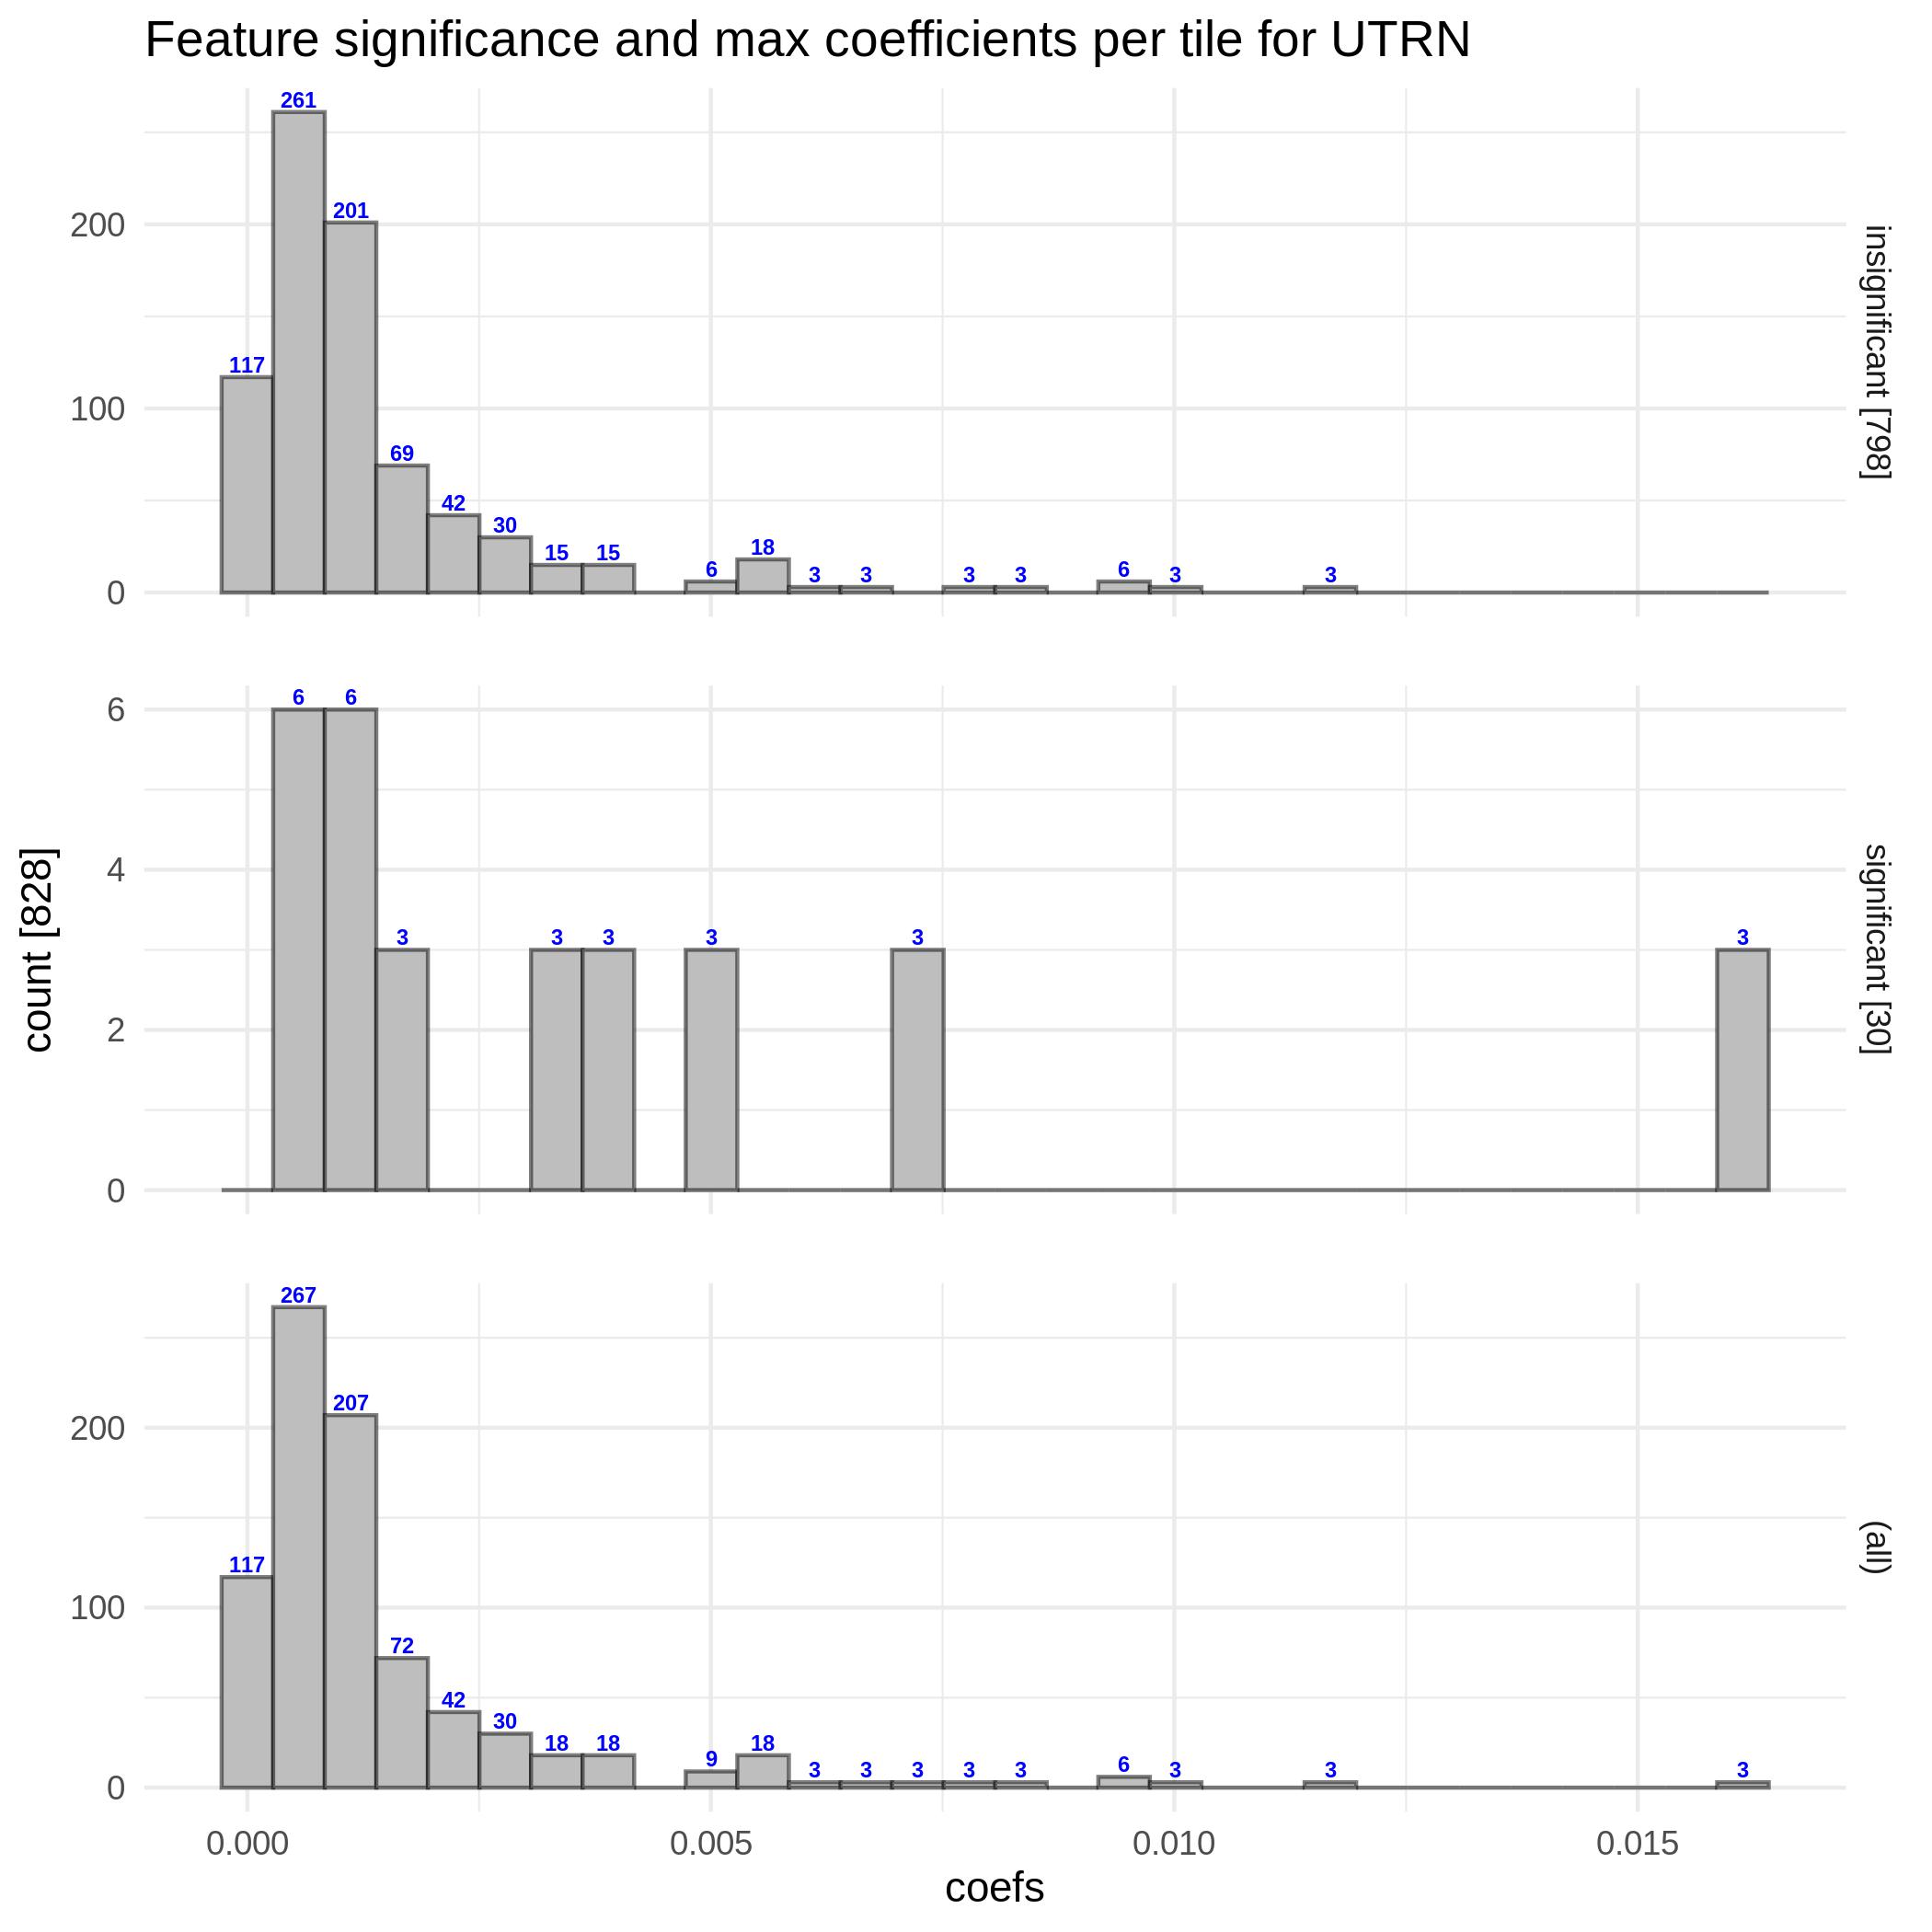 Feature significance and max coefficients per tile for UTRN
261
201
200
117
100
69
42
30
15 15
6 18 3 3 3 3 6 3 3
0
insignificant [798]
6 6
6
4
3 3 3 3 3 3
2
0
count [828]
significant [30]
267
207
200
117
100
72
42
30
18 18
9 18 3 3 3 3 3 6 3 3 3
0
(all)
0.000 0.005 0.010 0.015
coefs